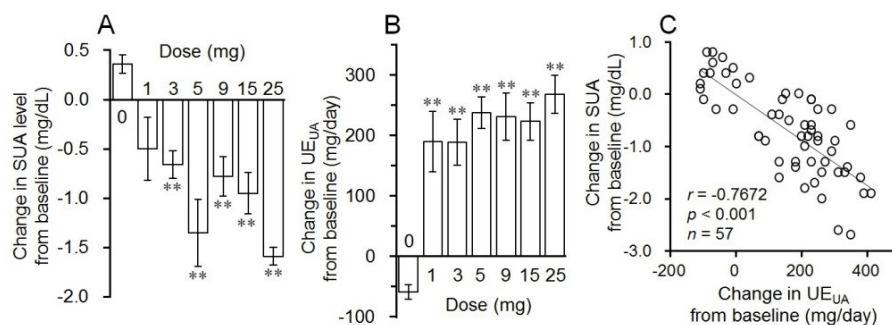 A
Dose (mg)
0.5
0.0
-0.5
-1.0
-1.5
-2.0
0
1 3 5 9 15 25
** ** ** ** **
Change in SUA level
from baseline (mg/dL)
B
300
200
100
0
-100
** ** ** ** ** **
0
1 3 5 9 15 25
Dose (mg)
Change in UEUA
from baseline (mg/day)
C
1.0
0.0
-1.0
-2.0
-3.0
r = -0.7672
p < 0.001
n = 57
-200 0 200 400
Change in SUA
from baseline (mg/dL)
Change in UEUA
from baseline (mg/day)